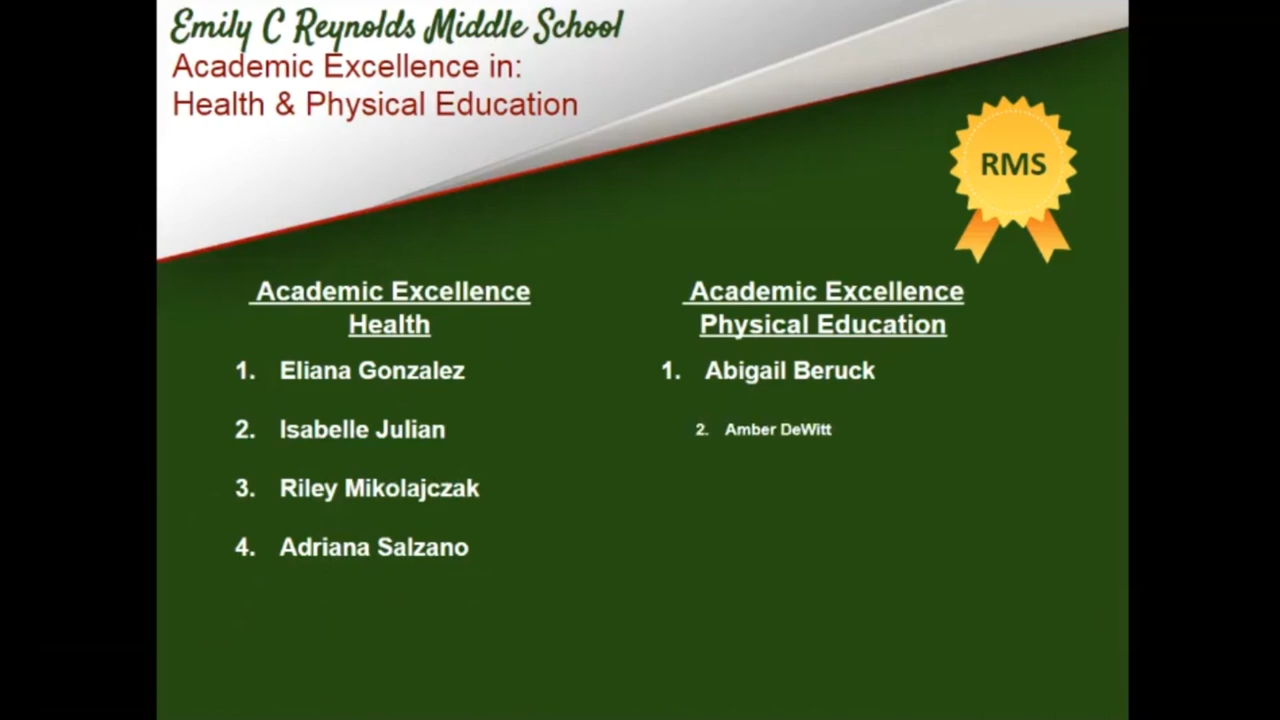 Emily C Reynolds Middle School
Academic Excellence in:
Health & Physical Education
RMS
Academic Excellence
Health
1. Eliana Gonzalez
2. Isabelle Julian
3. Riley Mikolajczak
4. Adriana Salzano
Academic Excellence
Physical Education
1. Abigail Beruck
2. Amber DeWitt